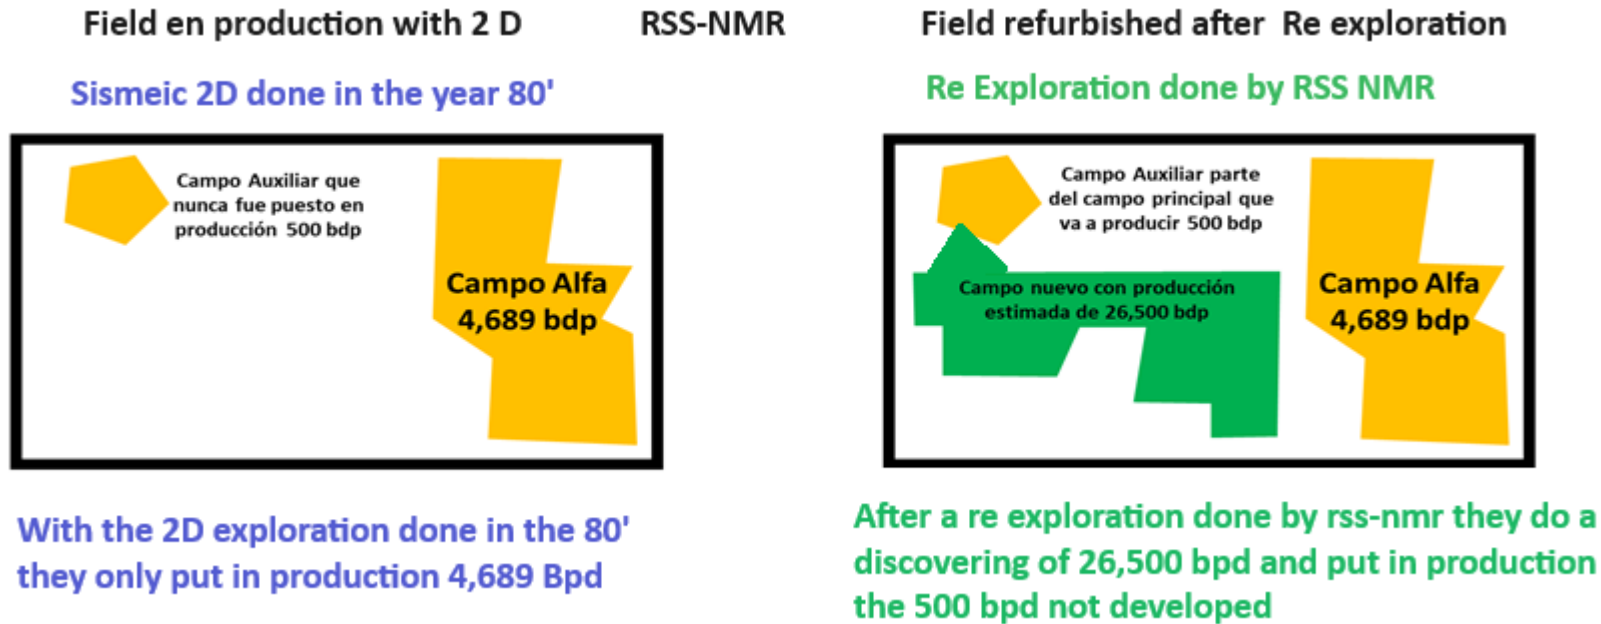 Field en production with 2 D
RSS-NMR
Field refurbished after Re exploration
Sismeic 2D done in the year 80'
Re Exploration done by RSS NMR
Campo Auxiliar que
nunca fue puesto en
producción 500 bdp
Campo Alfa
4,689 bdp
Campo Auxiliar parte
del campo principal que
va a producir 500 bdp
Campo nuevo con producción
estimada de 26,500 bdp
Campo Alfa
4,689 bdp
With the 2D exploration done in the 80'
they only put in production 4,689 Bpd
After a re exploration done by rss-nmr they do a
discovering of 26,500 bpd and put in production
the 500 bpd not developed